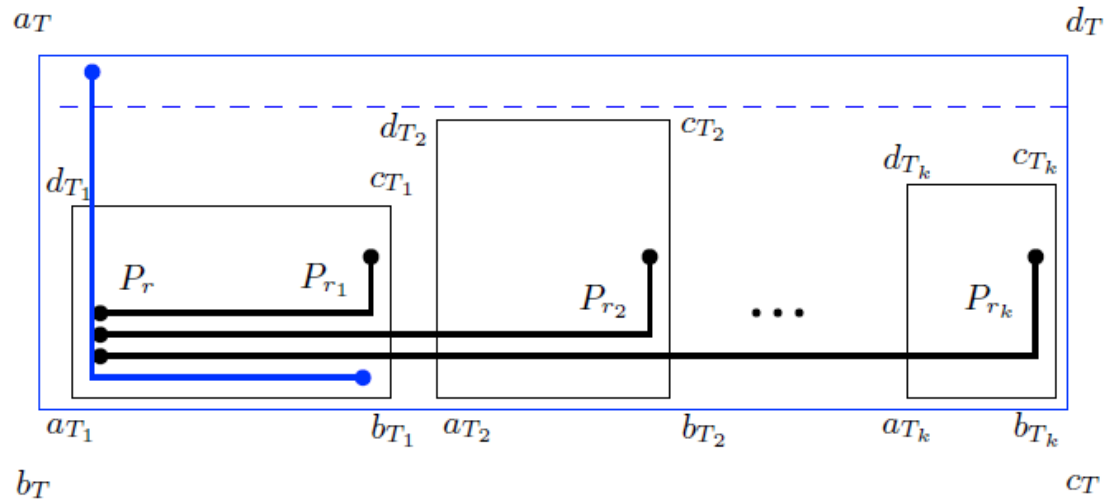 a_T d_T
d_{T_2} c_{T_2}
d_{T_k} c_{T_k}
d_{T_1} c_{T_1}
P_r P_{r_1} P_{r_2} ... P_{r_k}
a_{T_1} b_{T_1} a_{T_2} b_{T_2} a_{T_k} b_{T_k}
b_T c_T